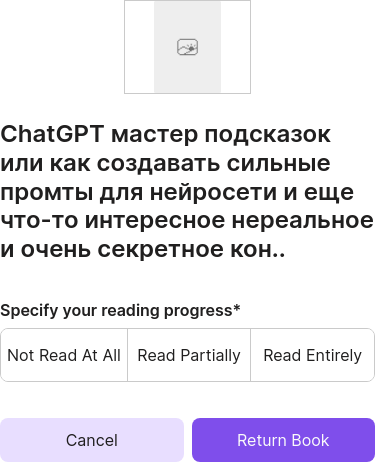 ChatGPT мастер подсказок
или как создавать сильные
промты для нейросети и еще
что-то интересное нереальное
и очень секретное кон..
Specify your reading progress*
Not Read At All Read Partially Read Entirely
Cancel Return Book